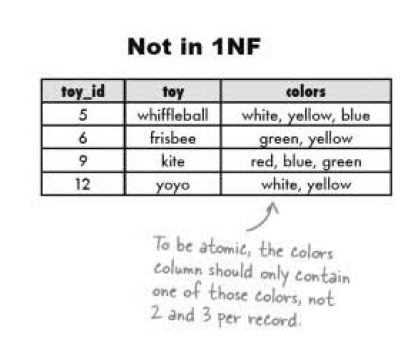 Not in 1NF
toy_id toy colors
5 whiffleball white, yellow, blue
6 frisbee green, yellow
9 kite red, blue, green
12 yoyo white, yellow
To be atomic, the colors
column should only contain
one of those colors, not
2 and 3 per record.